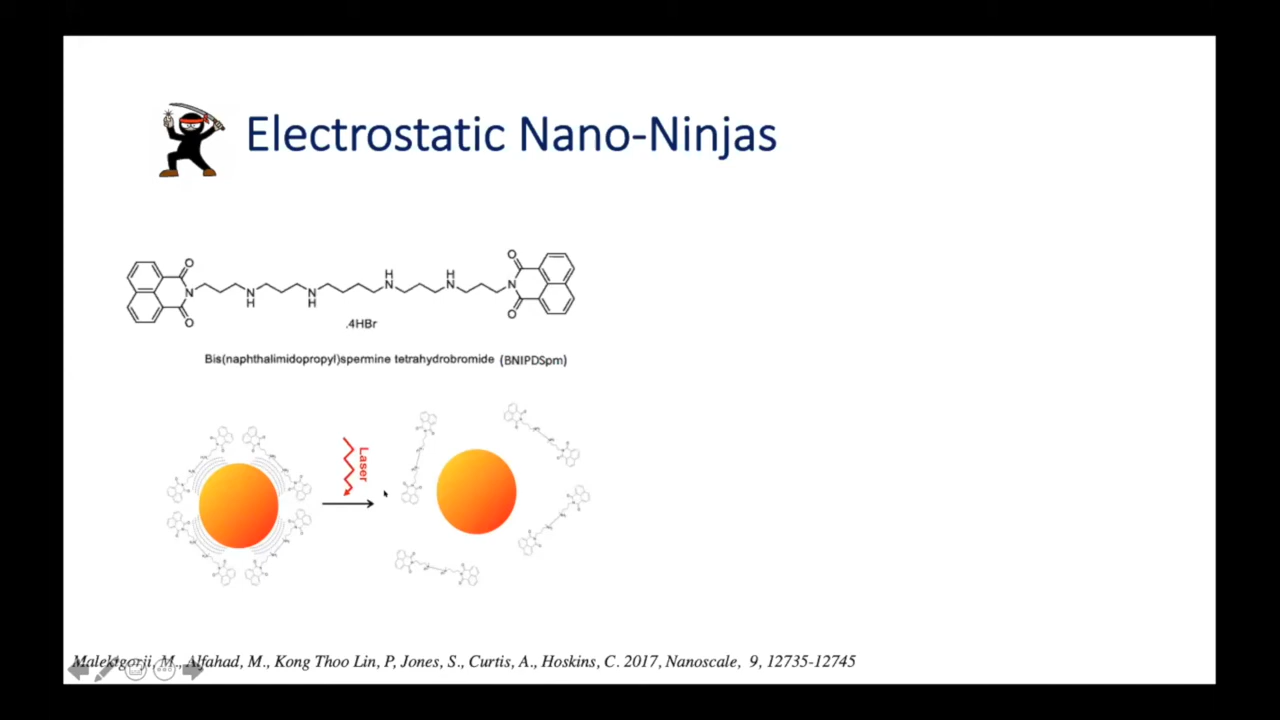 Electrostatic Nano-Ninjas
O
O
N
N
H
N
H
H
N
H
N
N
O
O
.4HBr
Bis(naphthalimidopropyl)spermine tetrahydrobromide (BNIPDSpm)
Laser
Malekigorji, M., Alfahad, M., Kong Thoo Lin, P, Jones, S., Curtis, A., Hoskins, C. 2017, Nanoscale, 9, 12735-12745